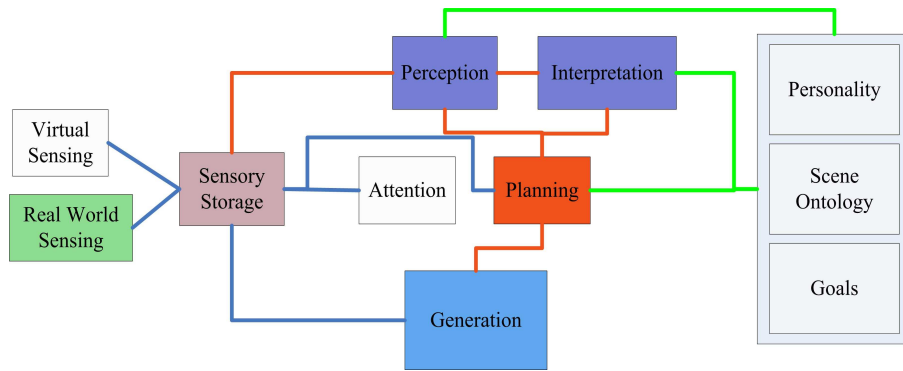 Perception
Interpretation
Personality
Virtual
Sensing
Sensory
Storage
Attention
Planning
Scene
Ontology
Real World
Sensing
Generation
Goals